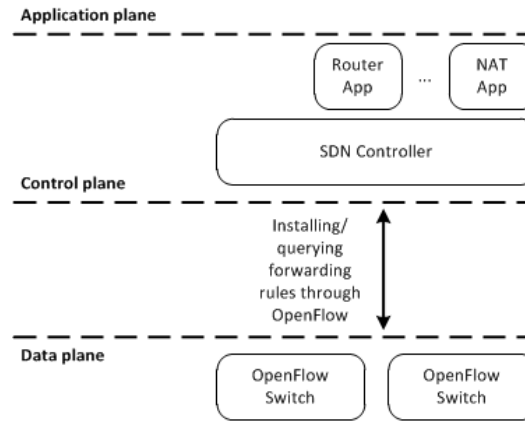 Application plane
Router
App
...
NAT
App
SDN Controller
Control plane
Installing/
querying
forwarding
rules through
OpenFlow
Data plane
OpenFlow
Switch
OpenFlow
Switch